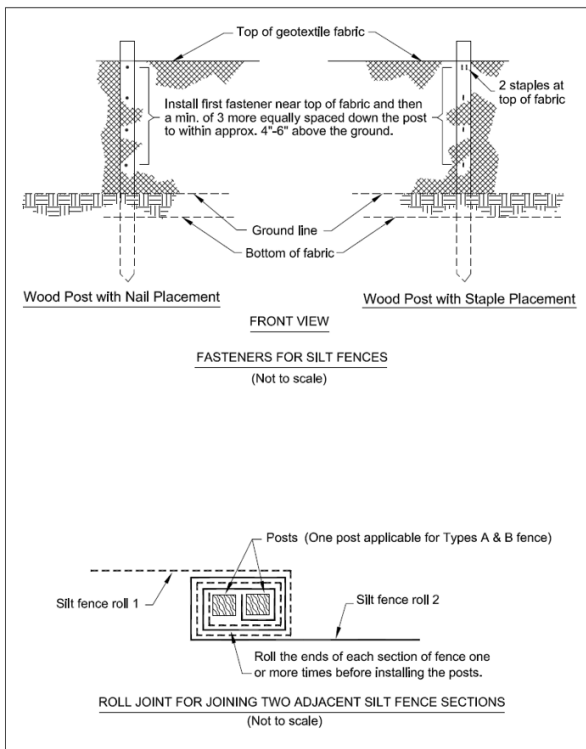 Top of geotextile fabric
2 staples at
top of fabric
Install first fastener near top of fabric and then
a min. of 3 more equally spaced down the post
to within approx. 4"-6" above the ground.
Ground line
Bottom of fabric
Wood Post with Nail Placement
Wood Post with Staple Placement
FRONT VIEW
FASTENERS FOR SILT FENCES
(Not to scale)
Posts (One post applicable for Types A & B fence)
Silt fence roll 1
Silt fence roll 2
Roll the ends of each section of fence one
or more times before installing the posts.
ROLL JOINT FOR JOINING TWO ADJACENT SILT FENCE SECTIONS
(Not to scale)